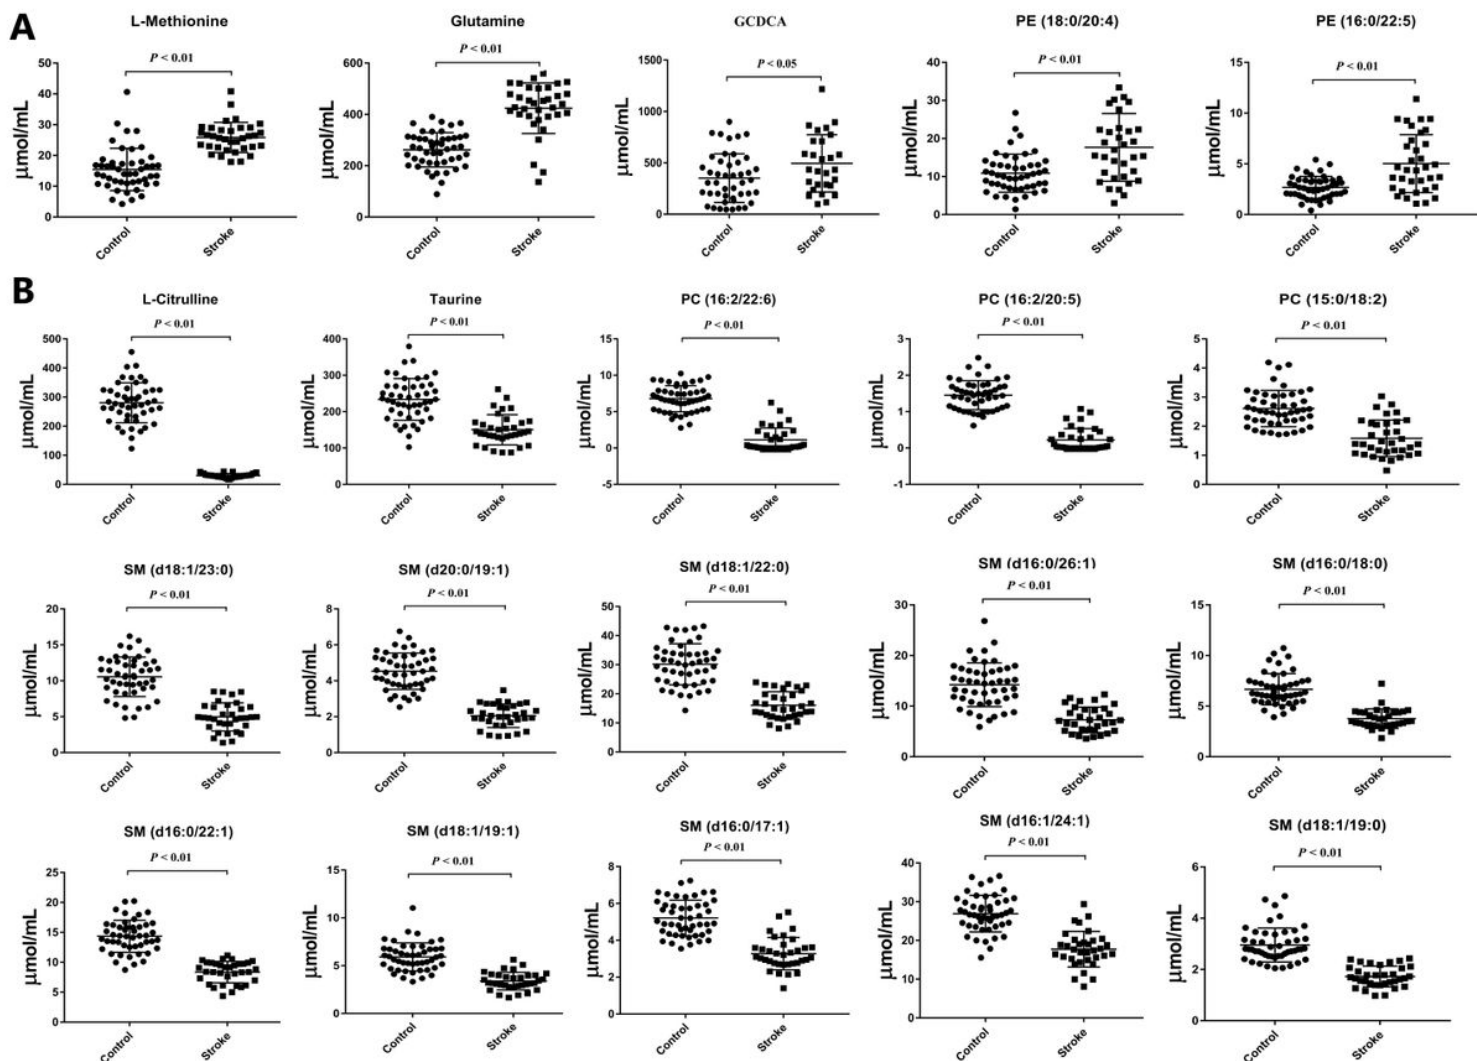 A
L-Methionine
P < 0.01
μmol/mL
50
40
30
20
10
0
Control
Stroke
Glutamine
P < 0.01
μmol/mL
600
400
200
0
Control
Stroke
GCDCA
P < 0.05
μmol/mL
1500
1000
500
0
Control
Stroke
PE (18:0/20:4)
P < 0.01
μmol/mL
40
30
20
10
0
Control
Stroke
PE (16:0/22:5)
P < 0.01
μmol/mL
15
10
5
0
Control
Stroke
B
L-Citrulline
P < 0.01
μmol/mL
500
400
300
200
100
0
Control
Stroke
Taurine
P < 0.01
μmol/mL
400
300
200
100
0
Control
Stroke
PC (16:2/22:6)
P < 0.01
μmol/mL
15
10
5
0
-5
Control
Stroke
PC (16:2/20:5)
P < 0.01
μmol/mL
3
2
1
0
-1
Control
Stroke
PC (15:0/18:2)
P < 0.01
μmol/mL
5
4
3
2
1
0
Control
Stroke
SM (d18:1/23:0)
P < 0.01
μmol/mL
20
15
10
5
0
Control
Stroke
SM (d20:0/19:1)
P < 0.01
μmol/mL
8
6
4
2
0
Control
Stroke
SM (d18:1/22:0)
P < 0.01
μmol/mL
50
40
30
20
10
0
Control
Stroke
SM (d16:0/26:1)
P < 0.01
μmol/mL
30
20
10
0
Control
Stroke
SM (d16:0/18:0)
P < 0.01
μmol/mL
15
10
5
0
Control
Stroke
SM (d16:0/22:1)
P < 0.01
μmol/mL
25
20
15
10
5
0
Control
Stroke
SM (d18:1/19:1)
P < 0.01
μmol/mL
15
10
5
0
Control
Stroke
SM (d16:0/17:1)
P < 0.01
μmol/mL
8
6
4
2
0
Control
Stroke
SM (d16:1/24:1)
P < 0.01
μmol/mL
40
30
20
10
0
Control
Stroke
SM (d18:1/19:0)
P < 0.01
μmol/mL
6
4
2
0
Control
Stroke